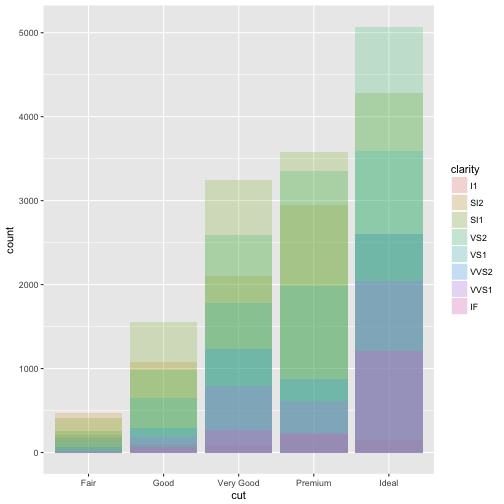 5000
4000
3000
2000
1000
0
count
Fair Good Very Good Premium Ideal
cut
clarity
I1
SI2
SI1
VS2
VS1
VVS2
VVS1
IF